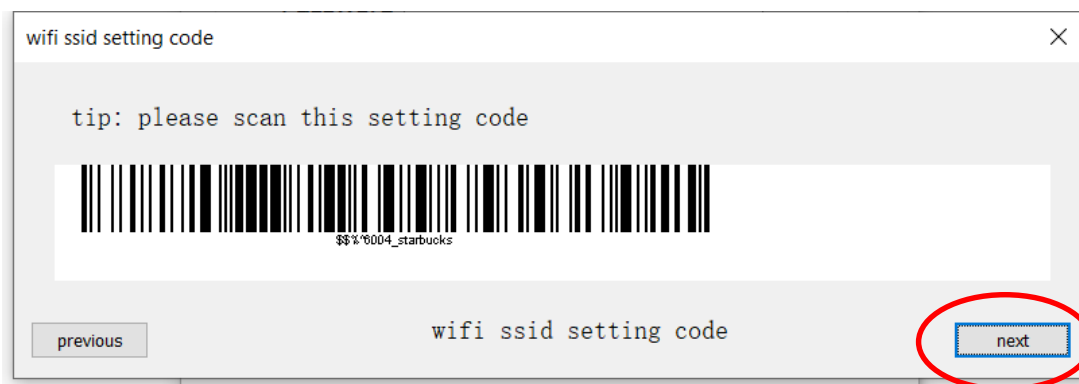 wifi ssid setting code
tip: please scan this setting code
$$%^6004_starbucks
previous
wifi ssid setting code
next